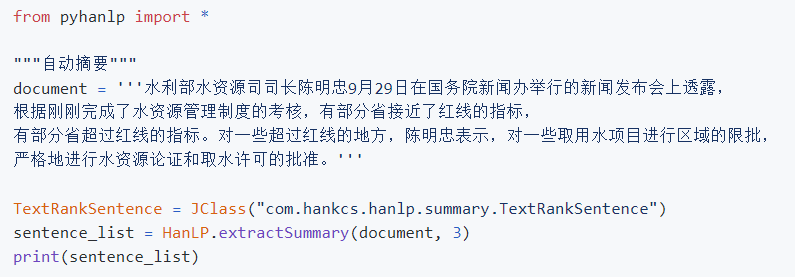 from pyhanlp import *
"""自动摘要"""
document = '''水利部水资源司司长陈明忠9月29日在国务院新闻办举行的新闻发布会上透露，
根据刚刚完成了水资源管理制度的考核，有部分省接近了红线的指标，
有部分省超过红线的指标。对一些超过红线的地方，陈明忠表示，对一些取用水项目进行区域的限批，
严格地进行水资源论证和取水许可的批准。'''
TextRankSentence = JClass("com.hankcs.hanlp.summary.TextRankSentence")
sentence_list = HanLP.extractSummary(document, 3)
print(sentence_list)